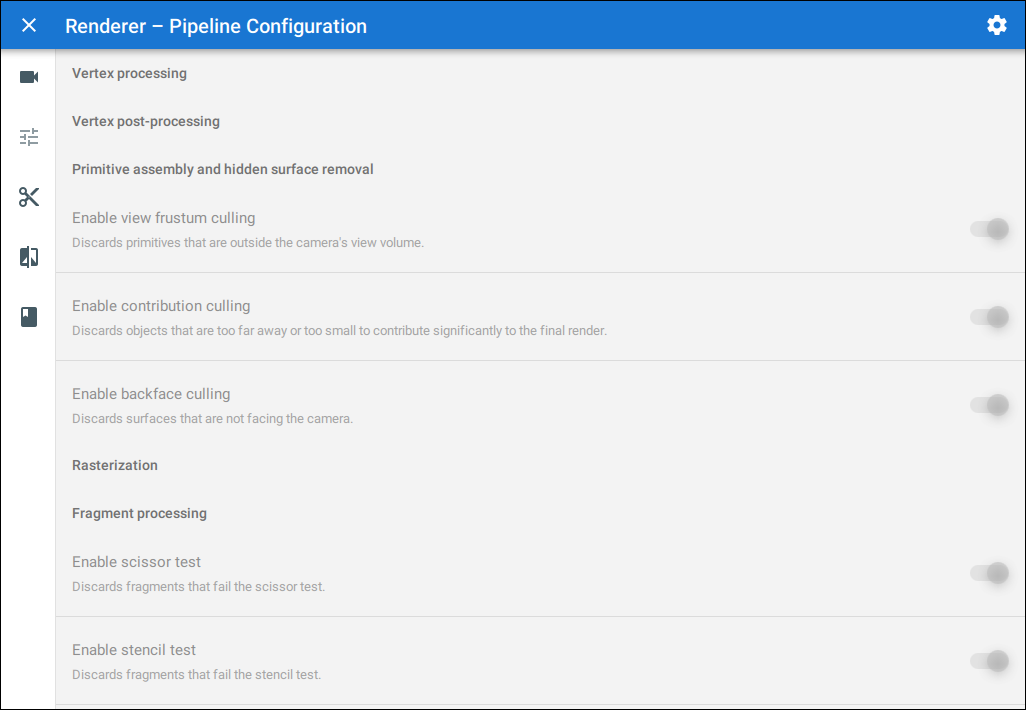 Renderer – Pipeline Configuration
Vertex processing
Vertex post-processing
Primitive assembly and hidden surface removal
Enable view frustum culling
Discards primitives that are outside the camera's view volume.
Enable contribution culling
Discards objects that are too far away or too small to contribute significantly to the final render.
Enable backface culling
Discards surfaces that are not facing the camera.
Rasterization
Fragment processing
Enable scissor test
Discards fragments that fail the scissor test.
Enable stencil test
Discards fragments that fail the stencil test.